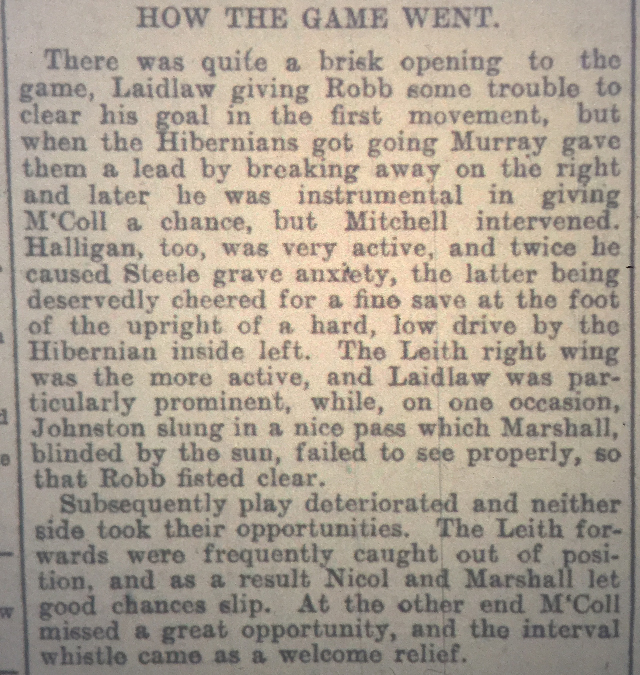 HOW THE GAME WENT.
There was quite a brisk opening to the
game, Laidlaw giving Robb some trouble to
clear his goal in the first movement, but
when the Hibernians got going Murray gave
them a lead by breaking away on the right
and later he was instrumental in giving
M'Coll a chance, but Mitchell intervened.
Halligan, too, was very active, and twice he
caused Steele grave anxiety, the latter being
deservedly cheered for a fine save at the foot
of the upright of a hard, low drive by the
Hibernian inside left. The Leith right wing
was the more active, and Laidlaw was par-
ticularly prominent, while, on one occasion,
Johnston slung in a nice pass which Marshall,
blinded by the sun, failed to see properly, so
that Robb fisted clear.
Subsequently play deteriorated and neither
side took their opportunities. The Leith for-
wards were frequently caught out of posi-
tion, and as a result Nicol and Marshall let
good chances slip. At the other end M'Coll
missed a great opportunity, and the interval
whistle came as a welcome relief.